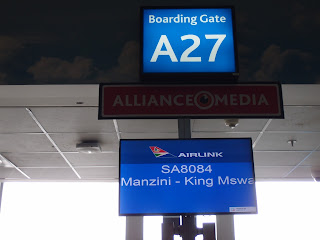 Boarding Gate
A27
ALLIANCE MEDIA
AIRLINK
SA8084
Manzini - King Mswa